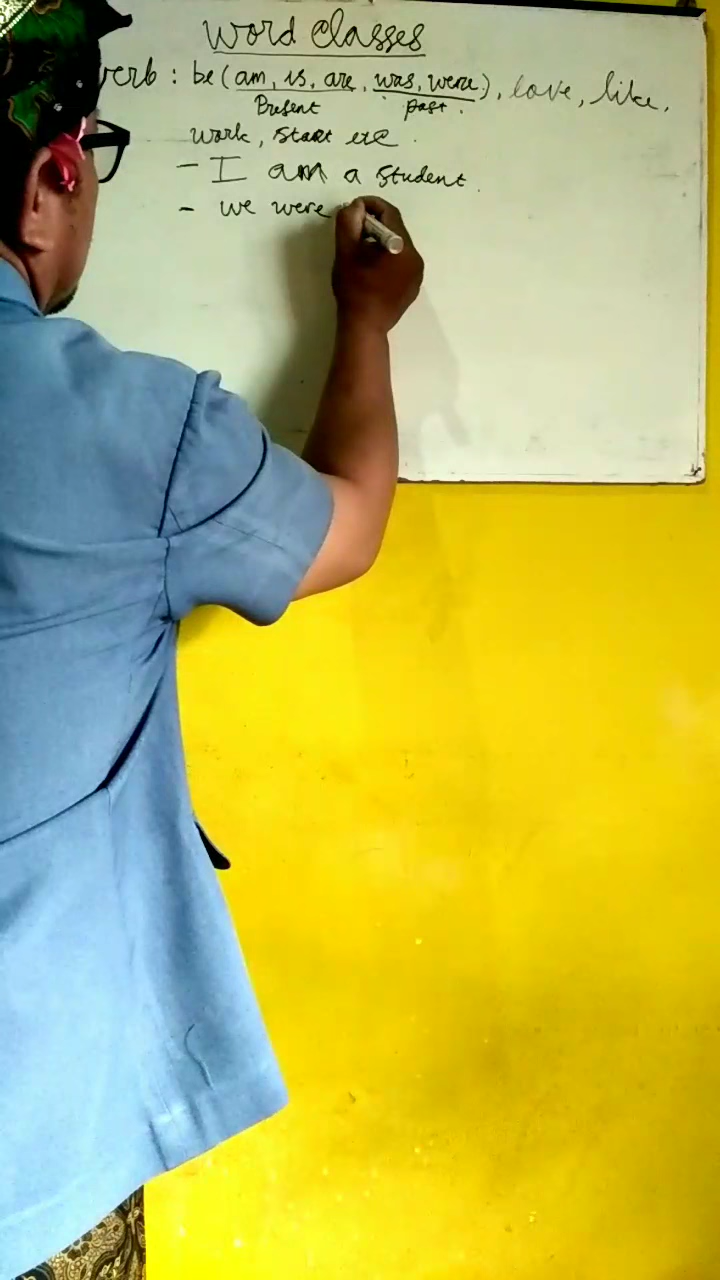 Word Classes
verb : be (am, is, are, was, were), love, like,
Present past.
work, start etc.
- I am a student.
- we were